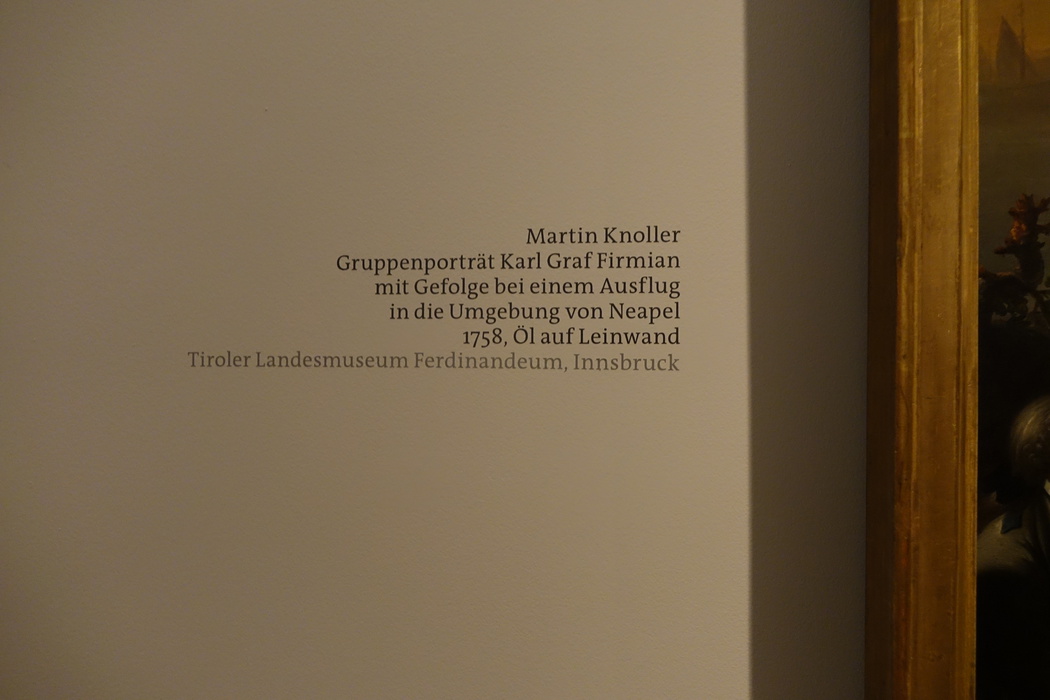 Martin Knoller
Gruppenporträt Karl Graf Firmian
mit Gefolge bei einem Ausflug
in die Umgebung von Neapel
1758, Öl auf Leinwand
Tiroler Landesmuseum Ferdinandeum, Innsbruck